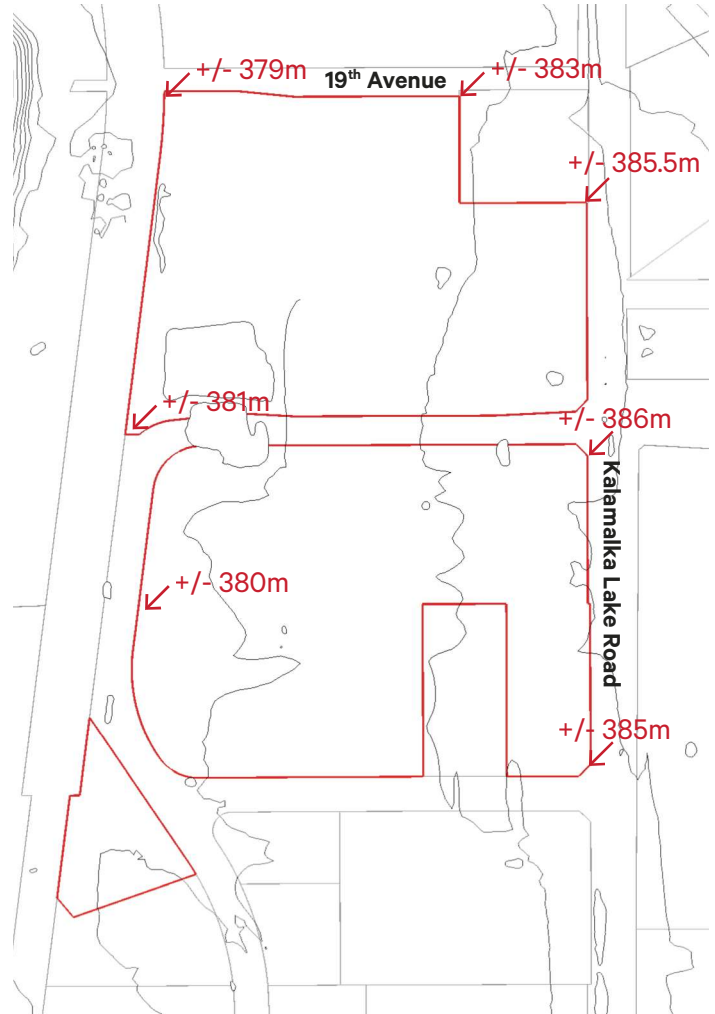 +/- 379m
19th Avenue
+/- 383m
+/- 385.5m
+/- 381m
+/- 386m
Kalamalka Lake Road
+/- 380m
+/- 385m